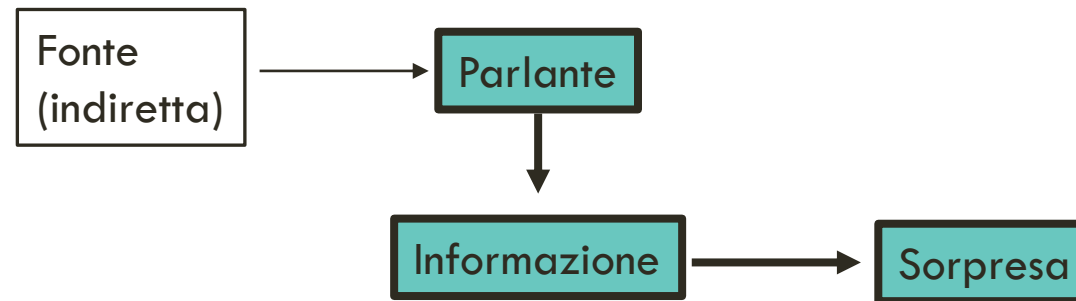 Fonte
(indiretta)
Parlante
Informazione
Sorpresa